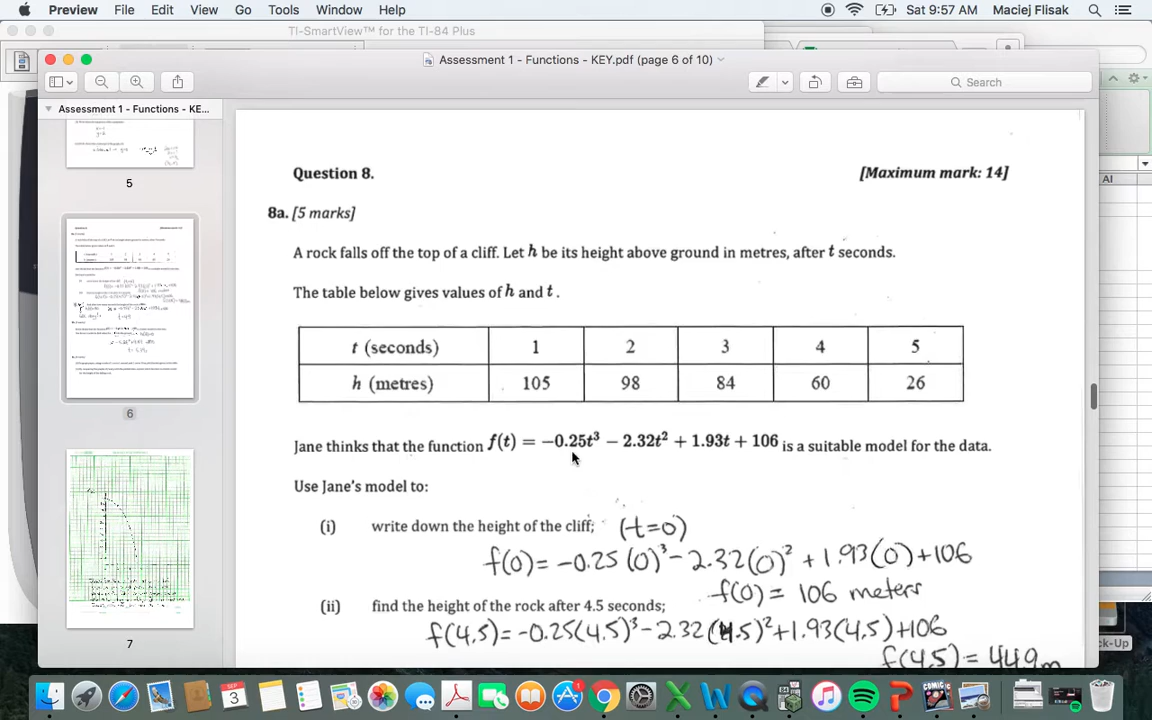 Preview File Edit View Go Tools Window Help Sat 9:57 AM Maciej Flisak
TI-SmartView™ for the TI-84 Plus
Assessment 1 - Functions - KEY.pdf (page 6 of 10)
Search
Assessment 1 - Functions - KE...
5
6
7
AI
Question 8. [Maximum mark: 14]
8a. [5 marks]
A rock falls off the top of a cliff. Let h be its height above ground in metres, after t seconds.
The table below gives values of h and t .
t (seconds) 1 2 3 4 5
h (metres) 105 98 84 60 26
Jane thinks that the function f(t) = −0.25t³ − 2.32t² + 1.93t + 106 is a suitable model for the data.
Use Jane's model to:
(i) write down the height of the cliff; (t=0)
f(0) = -0.25(0)³ - 2.32(0)² + 1.93(0) + 106
f(0) = 106 meters
(ii) find the height of the rock after 4.5 seconds;
f(4.5) = -0.25(4.5)³ - 2.32(4.5)² + 1.93(4.5) + 106
f(4.5) = 44.9m
SEP
3
ck-Up